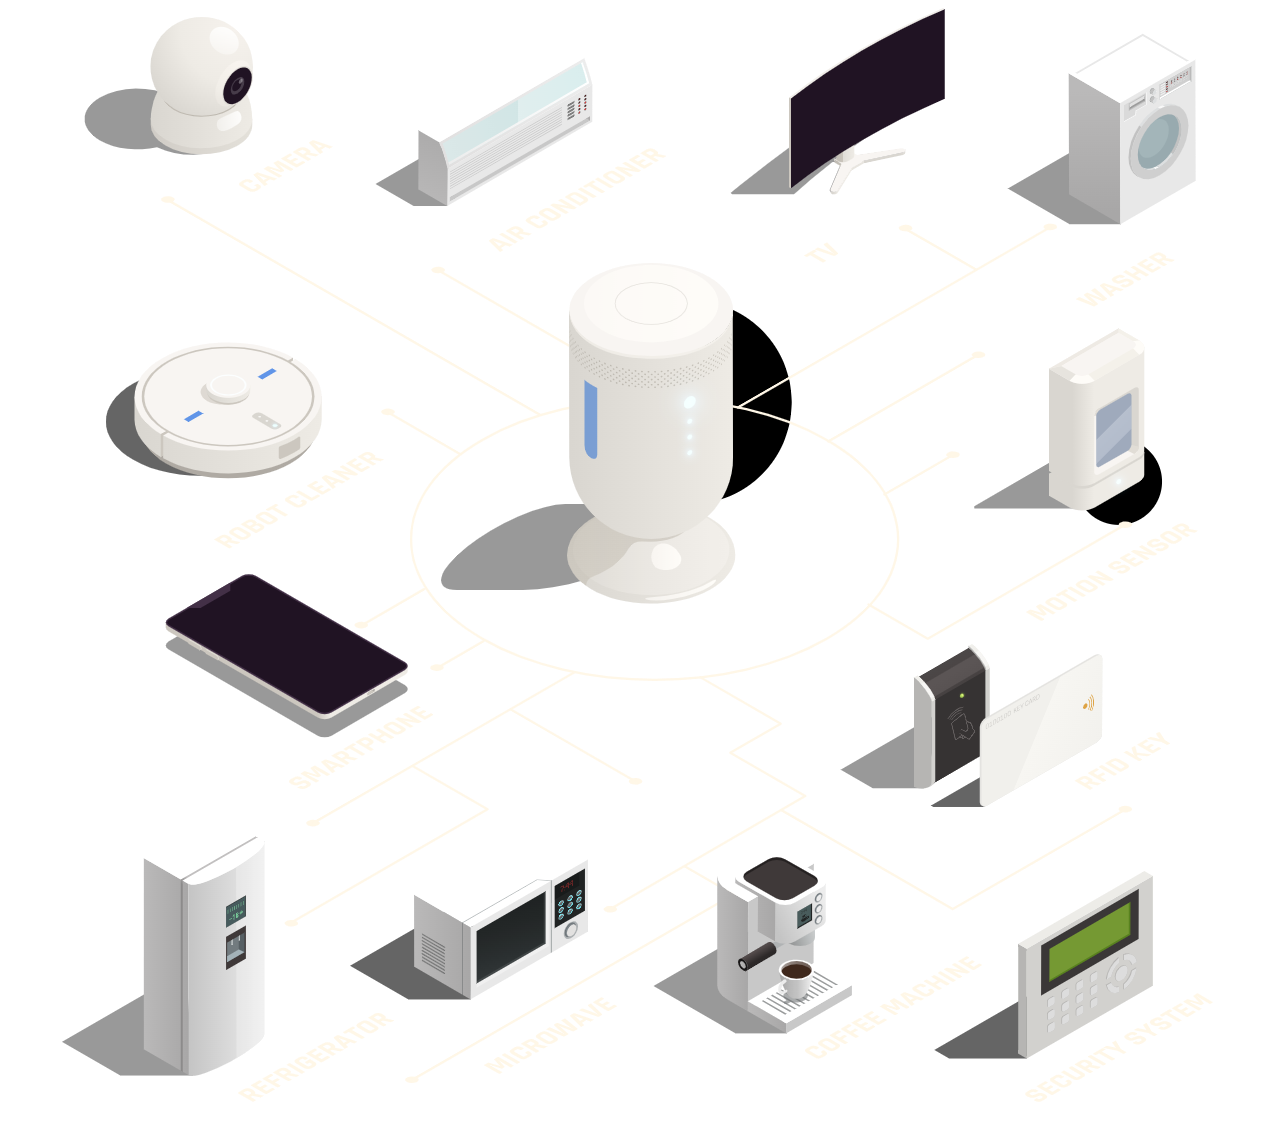 CAMERA
AIR CONDITIONER
TV
WASHER
ROBOT CLEANER
MOTION SENSOR
SMARTPHONE
RFID KEY
REFRIGERATOR
MICROWAVE
COFFEE MACHINE
SECURITY SYSTEM